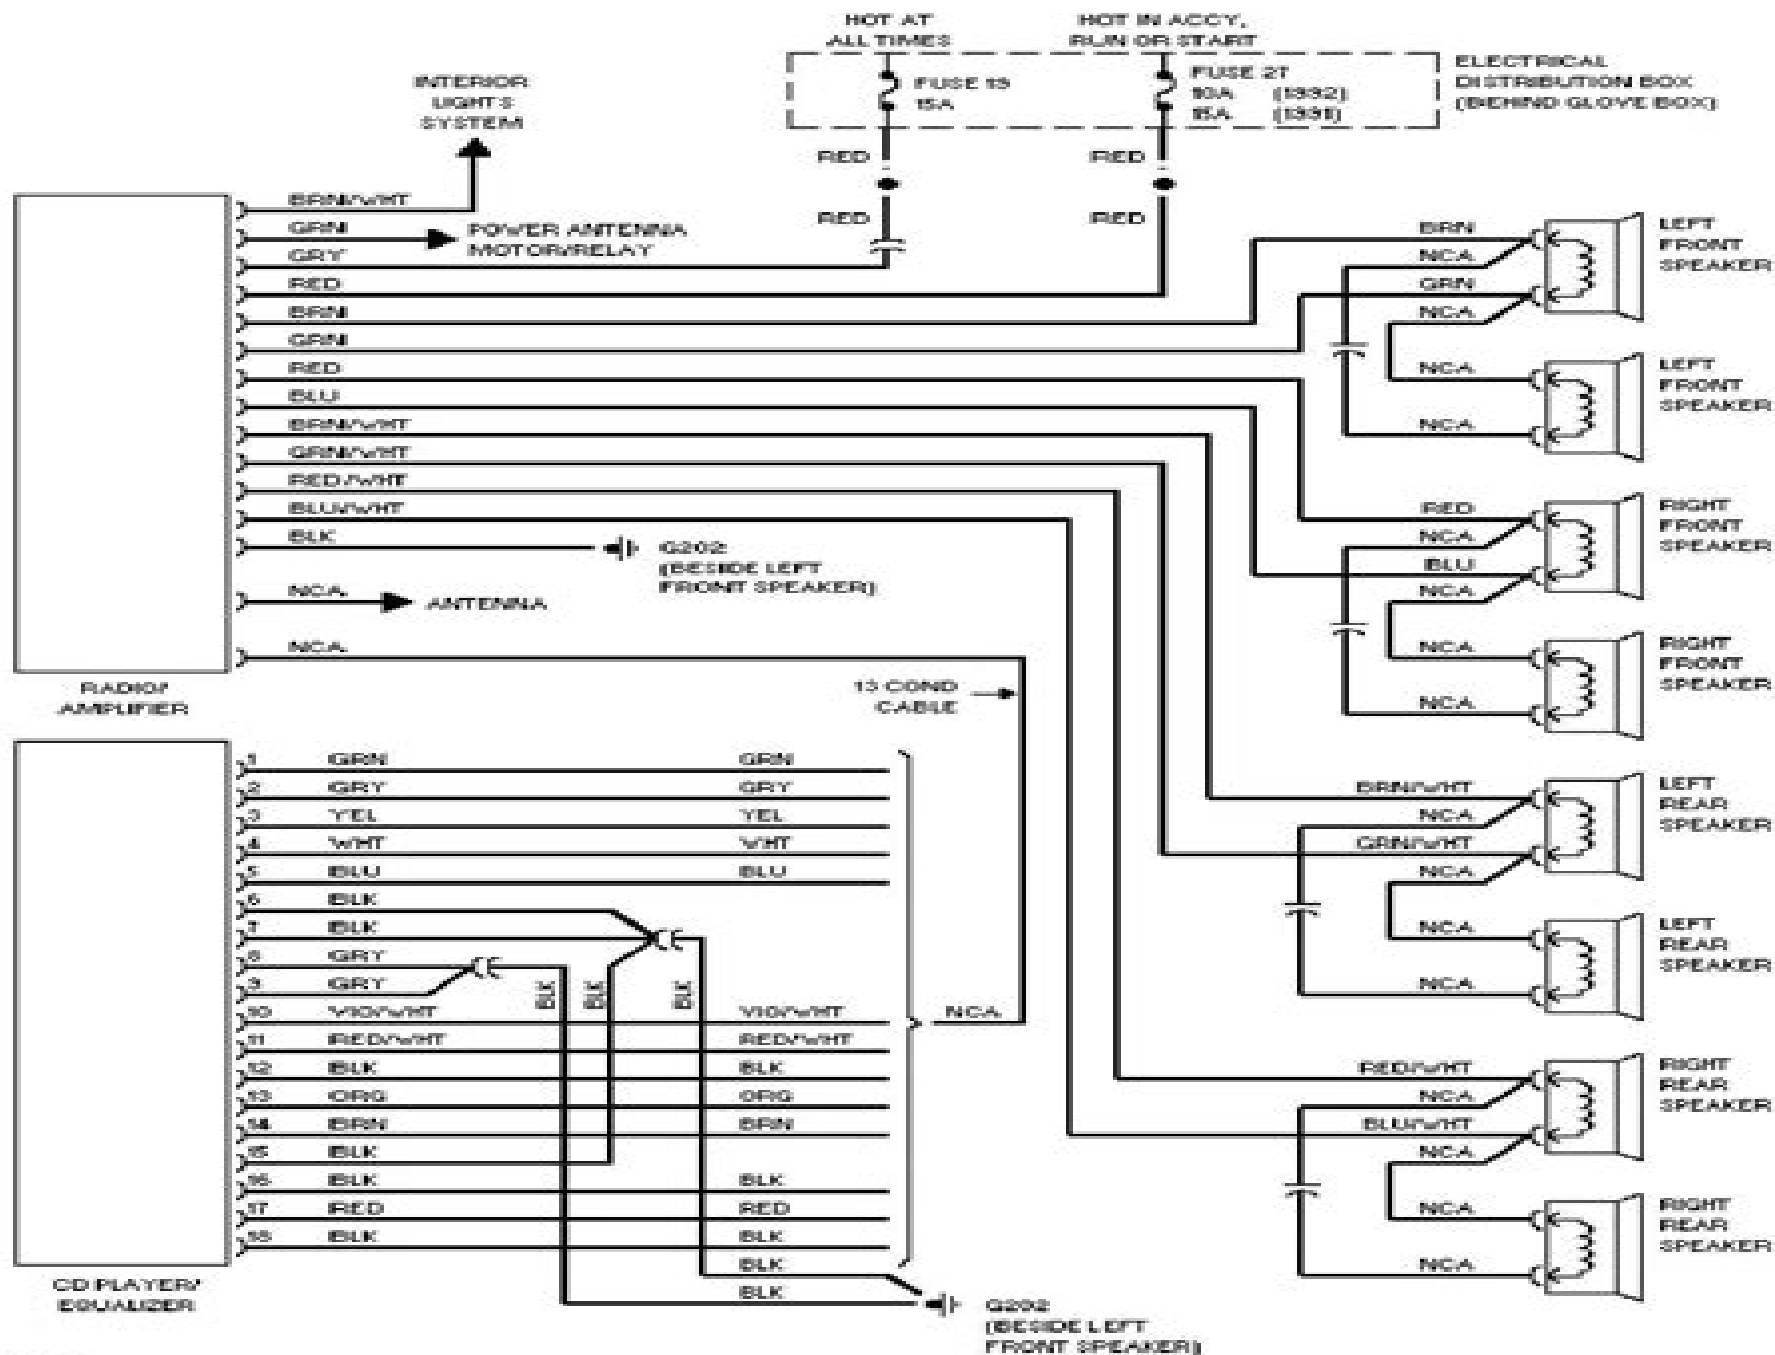 HOT AT
ALL TIMES
HOT IN ACCY,
RUN OR START
FUSE 19
15A
FUSE 27
10A (1992)
15A (1991)
ELECTRICAL
DISTRIBUTION BOX
(BEHIND GLOVE BOX)
INTERIOR
LIGHTS
SYSTEM
RED
RED
RED
RED
BRN/WHT
GRN
POWER ANTENNA
MOTOR/RELAY
GRY
RED
BRN
GRN
RED
BLU
BRN/WHT
GRN/WHT
RED/WHT
BLU/WHT
BLK
G202
(BESIDE LEFT
FRONT SPEAKER)
NCA
ANTENNA
NCA
RADIO/
AMPLIFIER
13 COND
CABLE
BRN
NCA
GRN
NCA
LEFT
FRONT
SPEAKER
NCA
NCA
LEFT
FRONT
SPEAKER
RED
NCA
BLU
NCA
RIGHT
FRONT
SPEAKER
NCA
NCA
RIGHT
FRONT
SPEAKER
BRN/WHT
NCA
GRN/WHT
NCA
LEFT
REAR
SPEAKER
NCA
NCA
LEFT
REAR
SPEAKER
RED/WHT
NCA
BLU/WHT
NCA
RIGHT
REAR
SPEAKER
NCA
NCA
RIGHT
REAR
SPEAKER
1 GRN GRN
2 GRY GRY
3 YEL YEL
4 WHT WHT
5 BLU BLU
6 BLK
7 BLK
8 GRY
9 GRY
BLK
BLK
BLK
10 VIO/WHT VIO/WHT
NCA
11 RED/WHT RED/WHT
12 BLK BLK
13 ORG ORG
14 BRN BRN
15 BLK
16 BLK BLK
17 RED RED
18 BLK BLK
BLK
BLK
CD PLAYER/
EQUALIZER
G202
(BESIDE LEFT
FRONT SPEAKER)